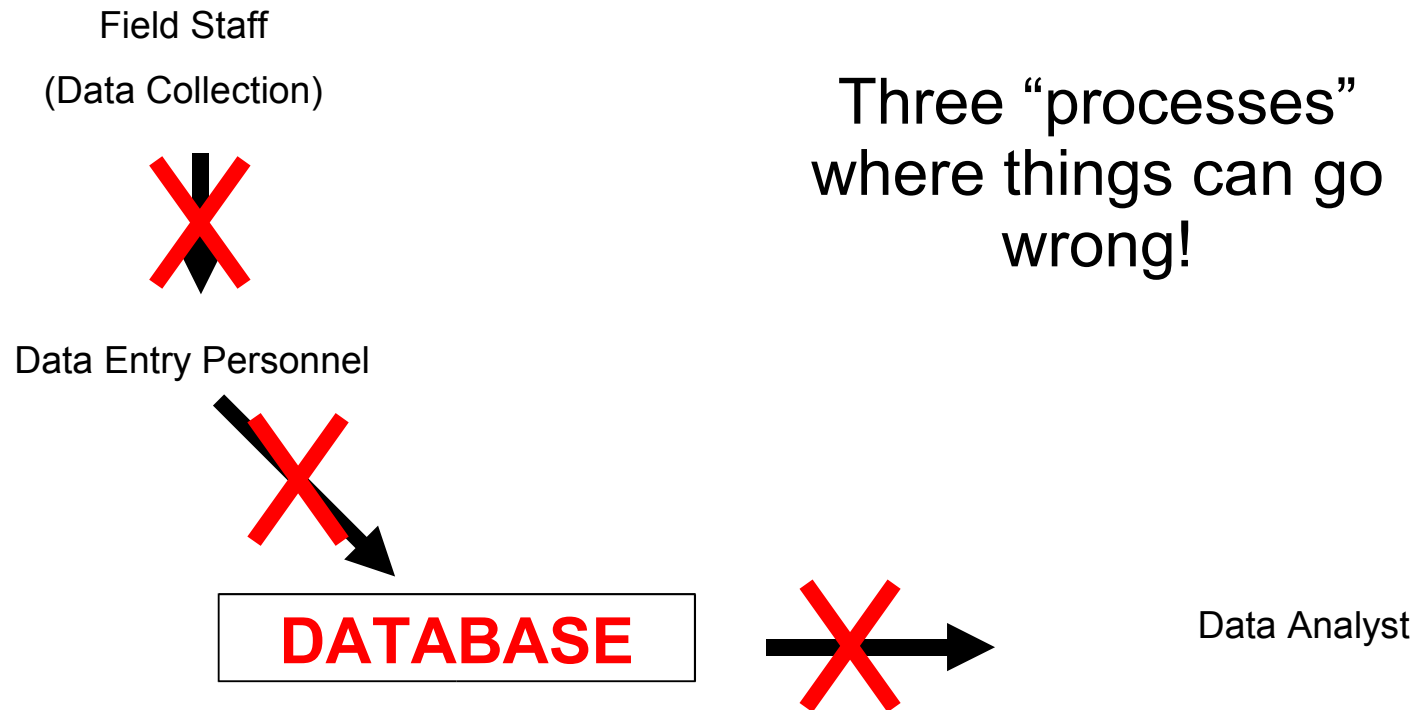 Field Staff
(Data Collection)
Three “processes”
where things can go
wrong!
Data Entry Personnel
DATABASE
Data Analyst